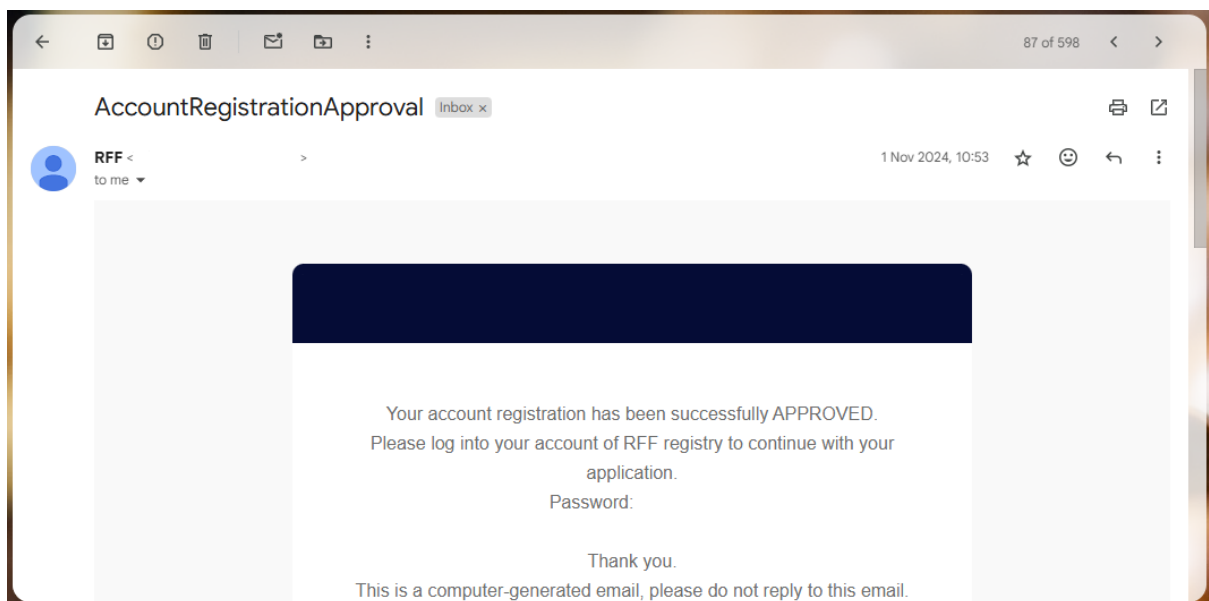 87 of 598
AccountRegistrationApproval Inbox ×
RFF < >
1 Nov 2024, 10:53
to me
Your account registration has been successfully APPROVED.
Please log into your account of RFF registry to continue with your
application.
Password:
Thank you.
This is a computer-generated email, please do not reply to this email.